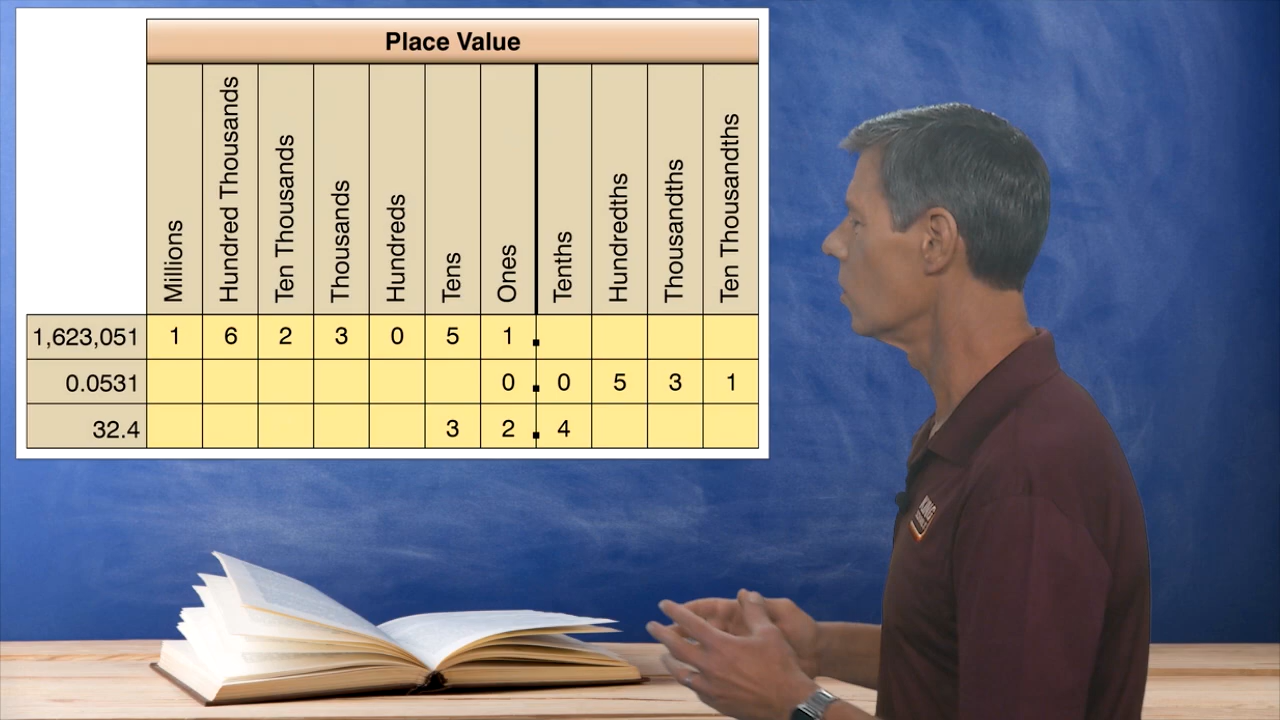 Place Value
Millions
Hundred Thousands
Ten Thousands
Thousands
Hundreds
Tens
Ones
Tenths
Hundredths
Thousandths
Ten Thousandths
1,623,051 1 6 2 3 0 5 1 .
0.0531 0 . 0 5 3 1
32.4 3 2 . 4